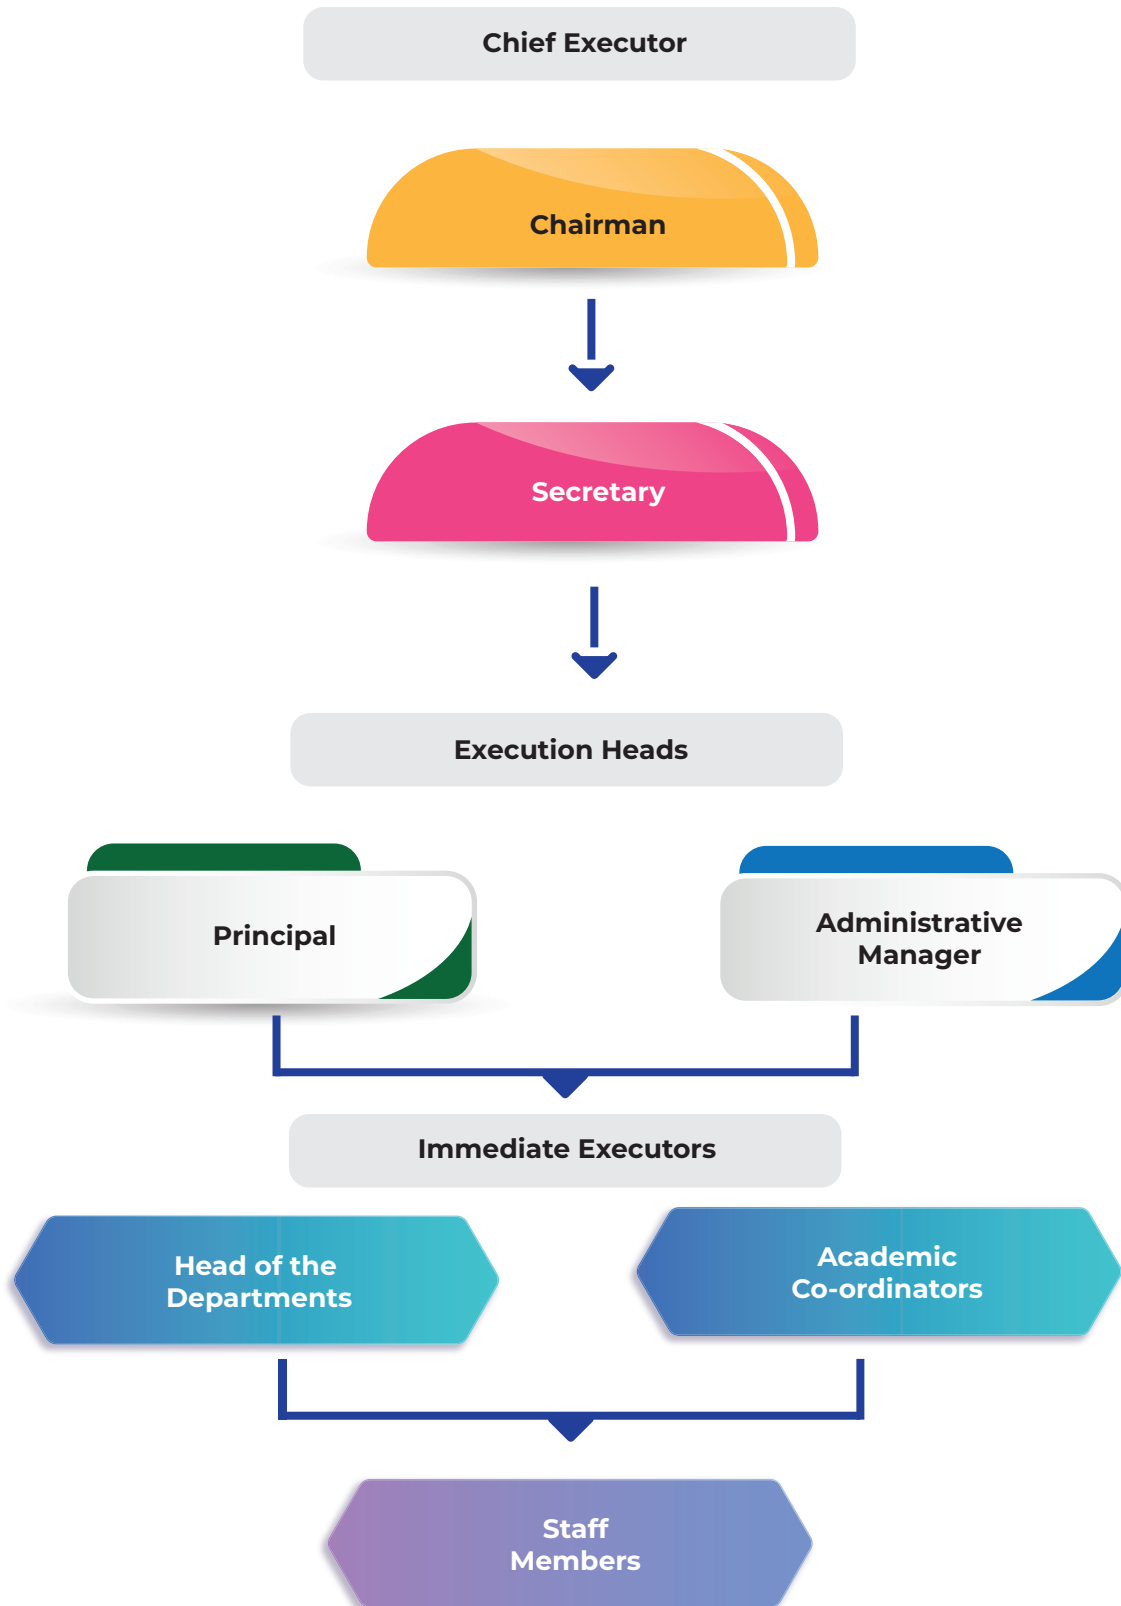 Chief Executor
Chairman
Secretary
Execution Heads
Principal
Administrative
Manager
Immediate Executors
Head of the
Departments
Academic
Co-ordinators
Staff
Members